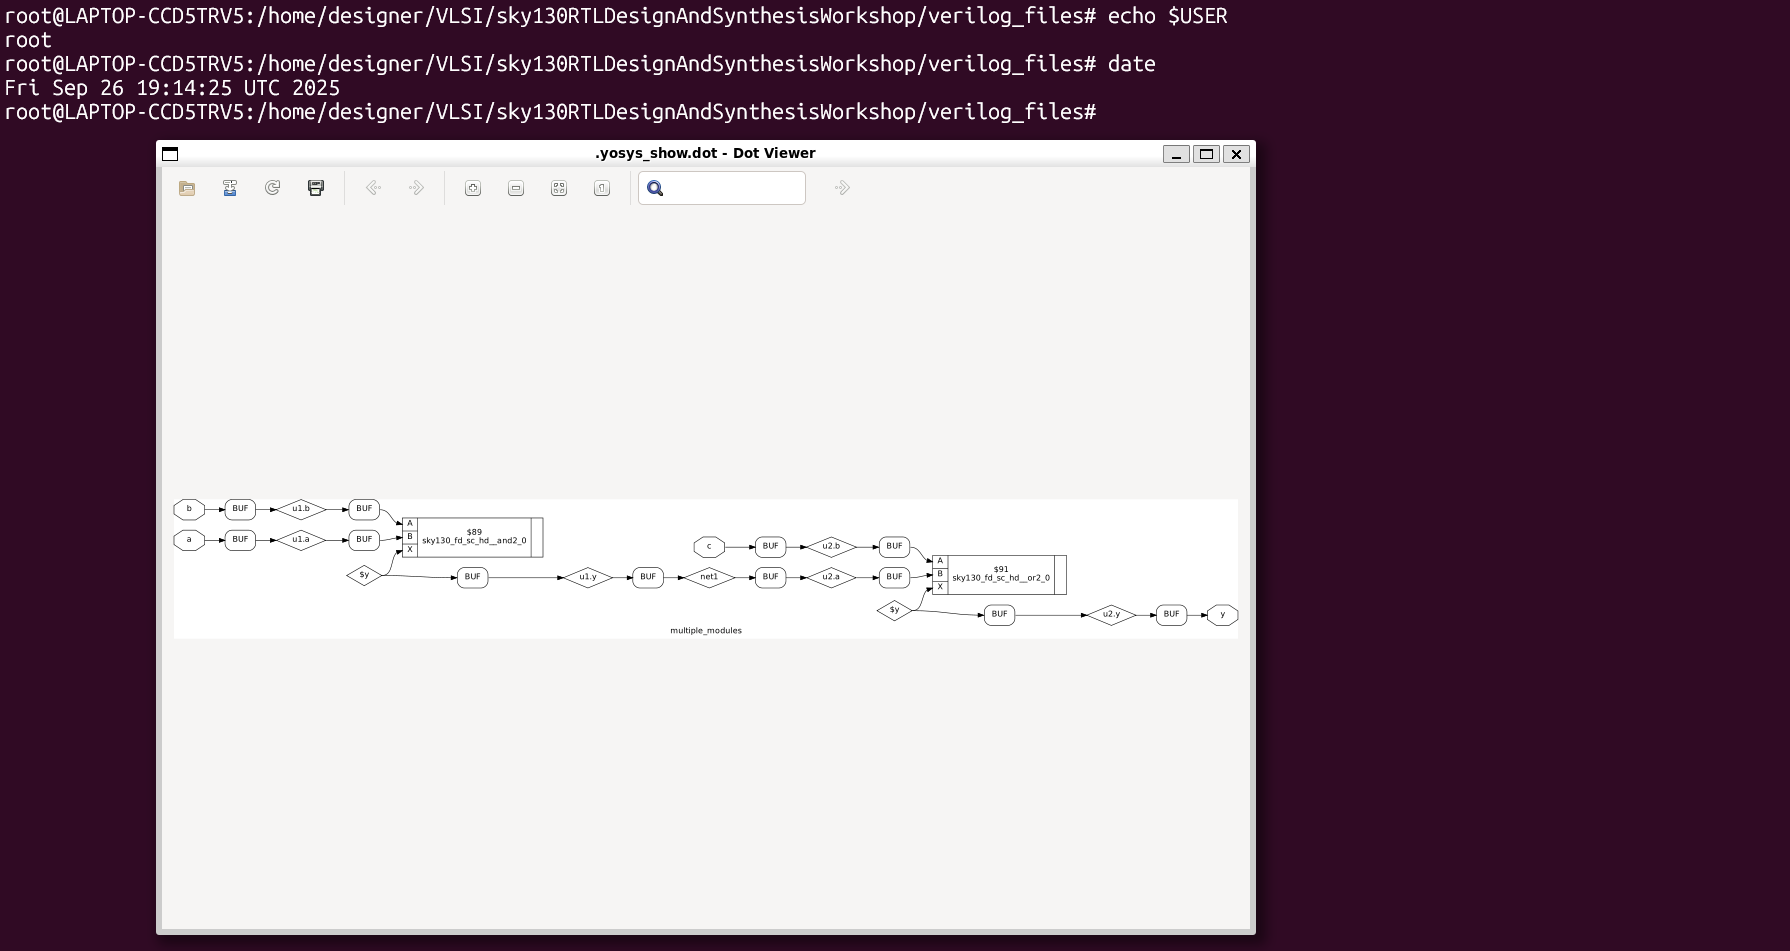 root@LAPTOP-CCD5TRV5:/home/designer/VLSI/sky130RTLDesignAndSynthesisWorkshop/verilog_files# echo $USER
root
root@LAPTOP-CCD5TRV5:/home/designer/VLSI/sky130RTLDesignAndSynthesisWorkshop/verilog_files# date
Fri Sep 26 19:14:25 UTC 2025
root@LAPTOP-CCD5TRV5:/home/designer/VLSI/sky130RTLDesignAndSynthesisWorkshop/verilog_files#
.yosys_show.dot - Dot Viewer
b BUF u1.b BUF
a BUF u1.a BUF
A
B
X
$89
sky130_fd_sc_hd__and2_0
$y BUF u1.y BUF net1 BUF u2.a BUF
c BUF u2.b BUF
A
B
X
$91
sky130_fd_sc_hd__or2_0
$y BUF u2.y BUF y
multiple_modules